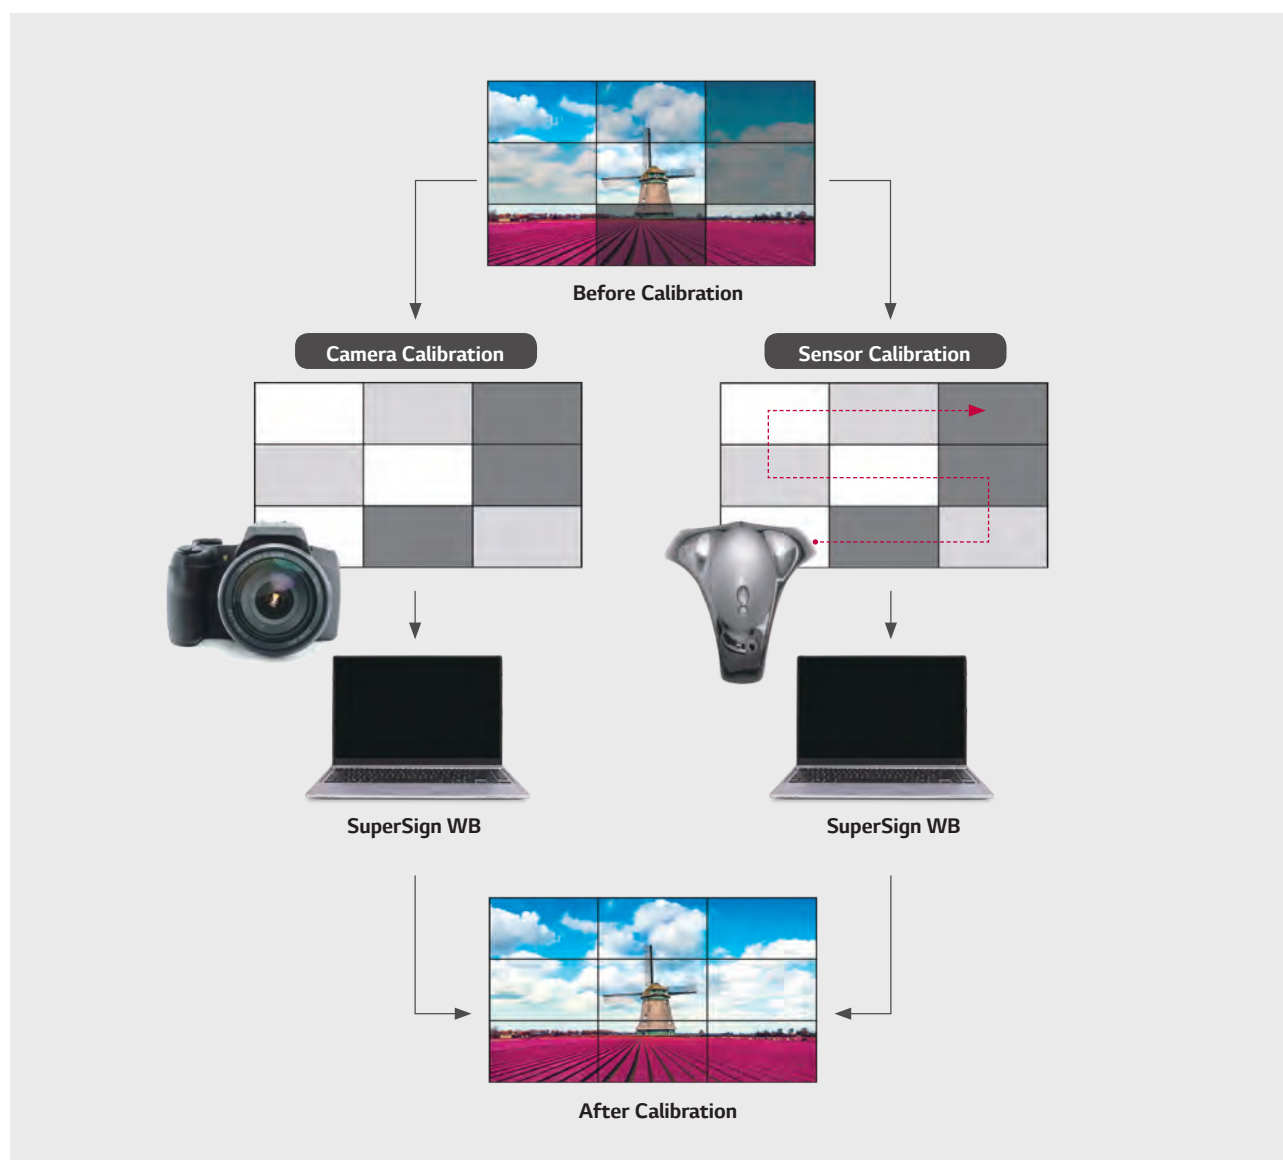 Before Calibration
Camera Calibration
Sensor Calibration
SuperSign WB
SuperSign WB
After Calibration